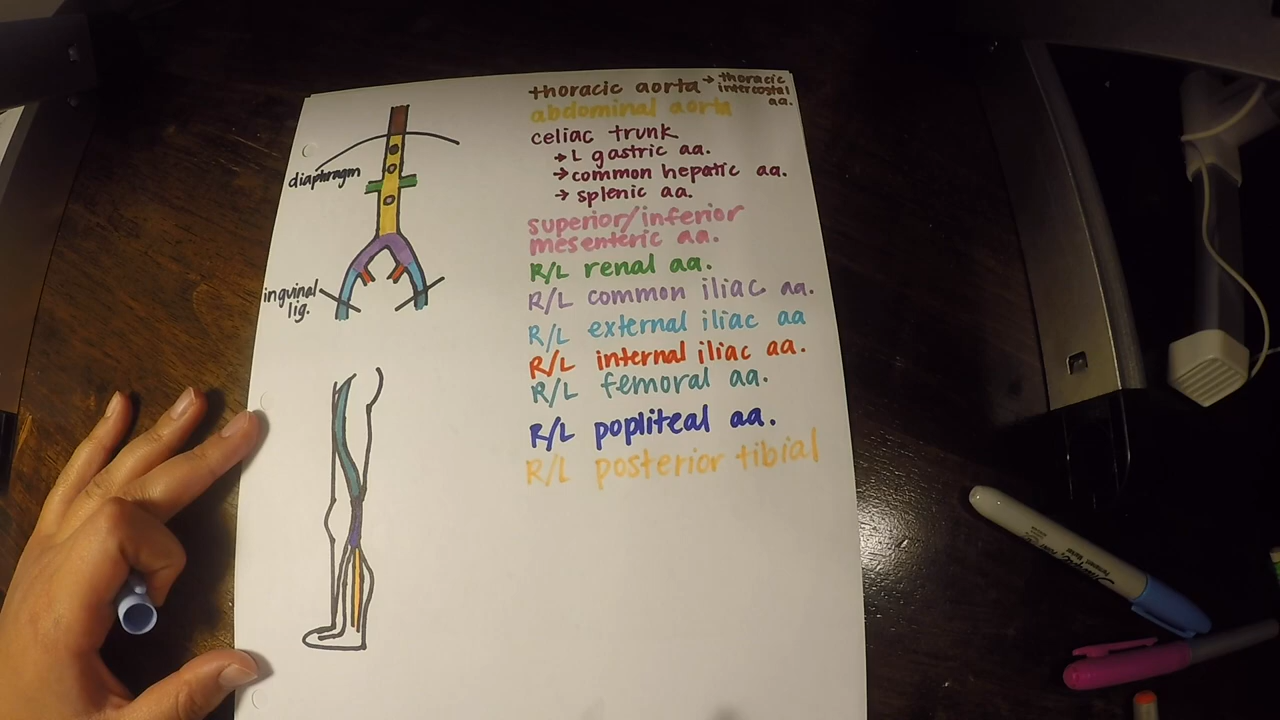 thoracic aorta → thoracic
intercostal
aa.
abdominal aorta
celiac trunk
→ L gastric aa.
→ common hepatic aa.
→ splenic aa.
superior/inferior
mesenteric aa.
R/L renal aa.
R/L common iliac aa.
R/L external iliac aa
R/L internal iliac aa.
R/L femoral aa.
R/L popliteal aa.
R/L posterior tibial
diaphragm
inguinal
lig.
Sharpie